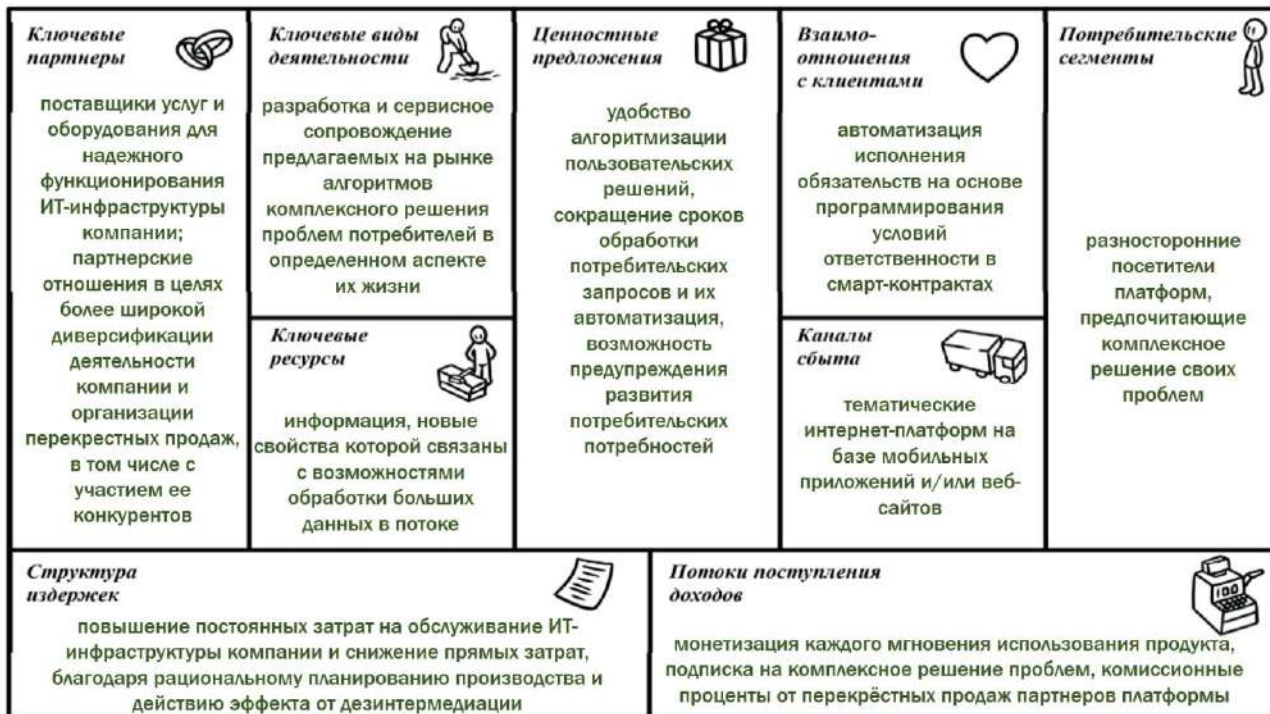 Ключевые
партнеры
поставщики услуг и
оборудования для
надежного
функционирования
ИТ-инфраструктуры
компании;
партнерские
отношения в целях
более широкой
диверсификации
деятельности
компании и
организации
перекрестных продаж,
в том числе с
участием ее
конкурентов
Ключевые виды
деятельности
разработка и сервисное
сопровождение
предлагаемых на рынке
алгоритмов
комплексного решения
проблем потребителей в
определенном аспекте
их жизни
Ключевые
ресурсы
информация, новые
свойства которой связаны
с возможностями
обработки больших
данных в потоке
Ценностные
предложения
удобство
алгоритмизации
пользовательских
решений,
сокращение сроков
обработки
потребительских
запросов и их
автоматизация,
возможность
предупреждения
развития
потребительских
потребностей
Взаимо-
отношения
с клиентами
автоматизация
исполнения
обязательств на основе
программирования
условий
ответственности в
смарт-контрактах
Каналы
сбыта
тематические
интернет-платформ на
базе мобильных
приложений и/или веб-
сайтов
Потребительские
сегменты
разносторонние
посетители
платформ,
предпочитающие
комплексное
решение своих
проблем
Структура
издержек
повышение постоянных затрат на обслуживание ИТ-
инфраструктуры компании и снижение прямых затрат,
благодаря рациональному планированию производства и
действию эффекта от дезинтермедиации
Потоки поступления
доходов
монетизация каждого мгновения использования продукта,
подписка на комплексное решение проблем, комиссионные
проценты от перекрёстных продаж партнеров платформы